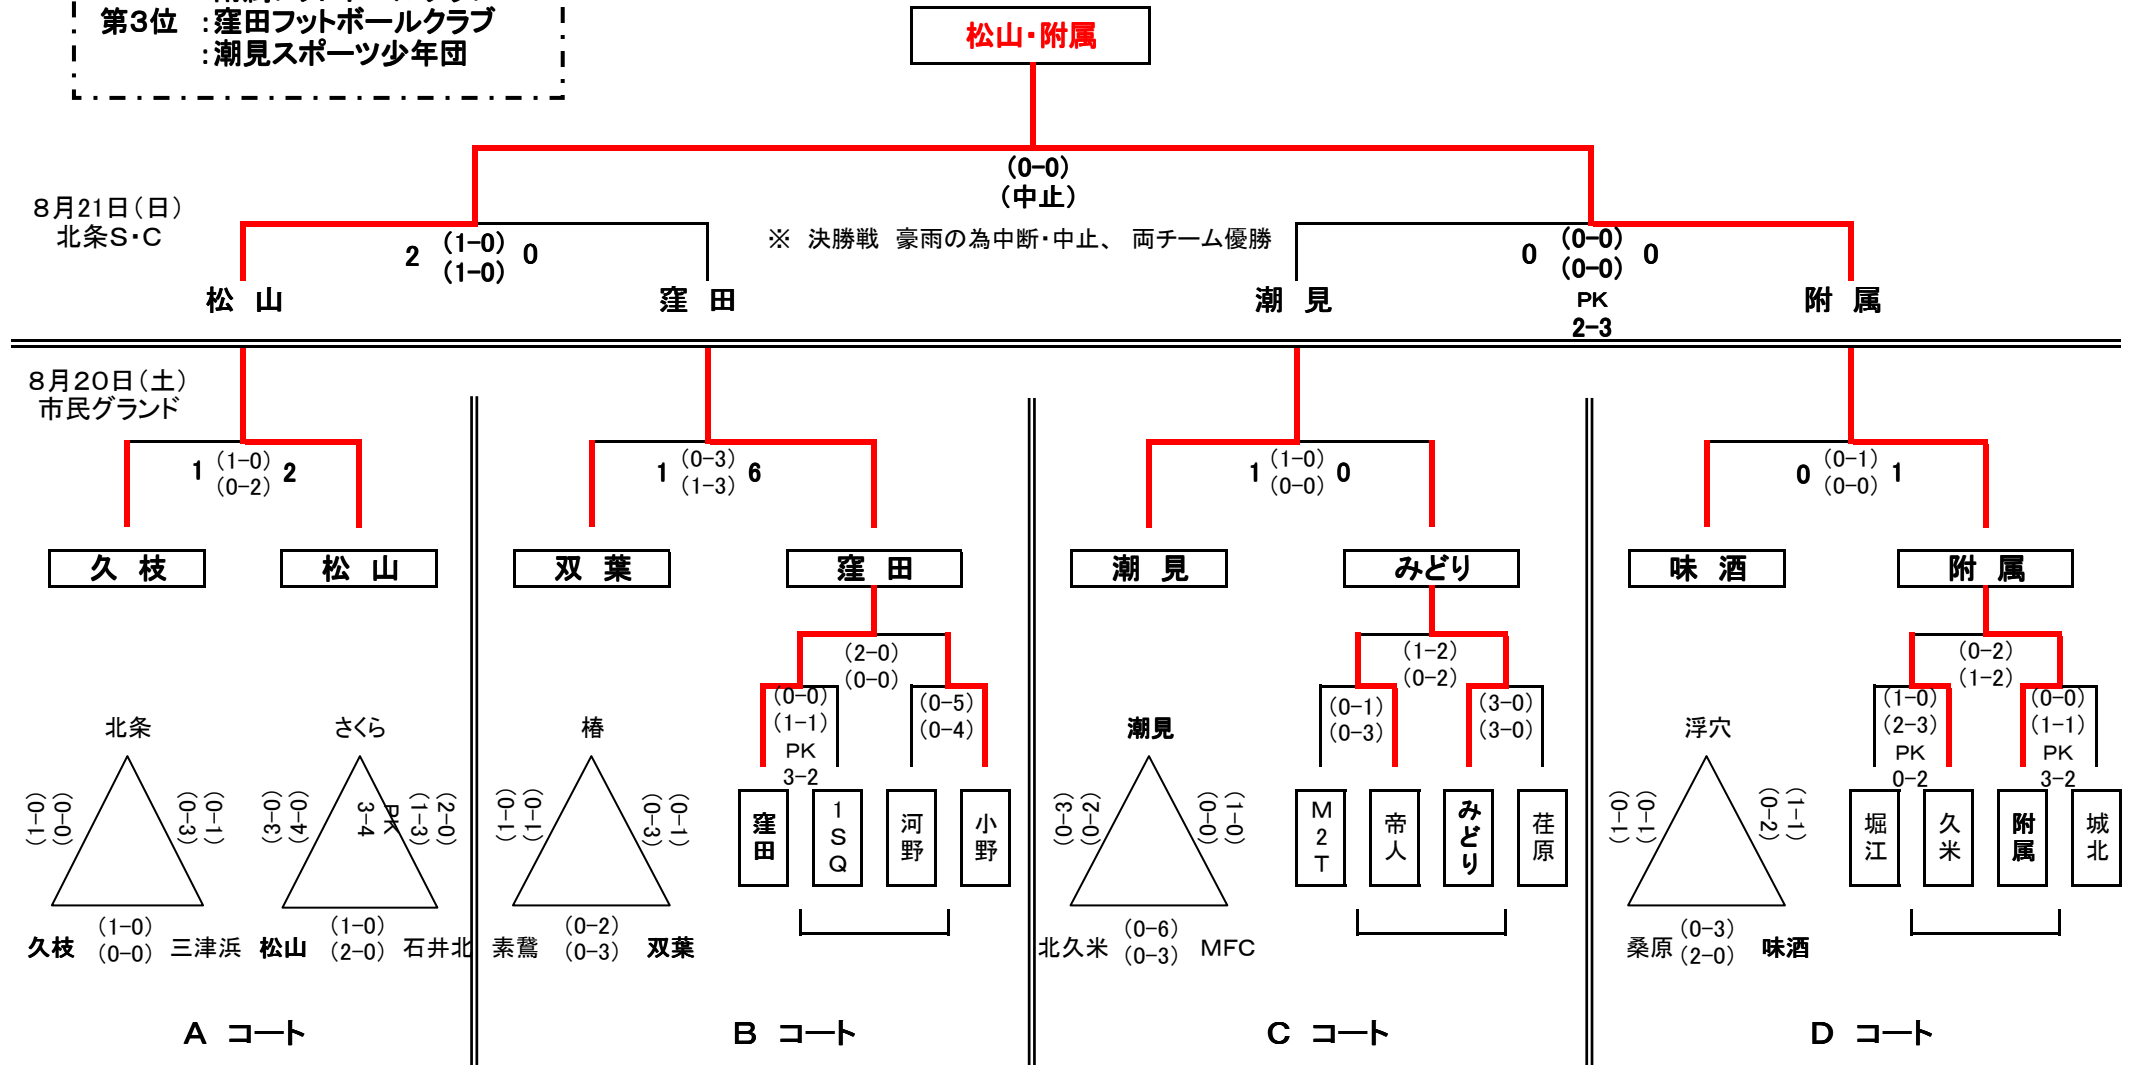 第3位 ：窪田フットボールクラブ
：潮見スポーツ少年団
松山・附属
(0-0)
(中止)
8月21日(日)
北条S・C
2 (1-0) 0
(1-0)
※ 決勝戦 豪雨の為中断・中止、 両チーム優勝
0 (0-0) 0
(0-0)
PK
2-3
松 山
窪 田
潮 見
附 属
8月20日(土)
市民グランド
1 (1-0) 2
(0-2)
1 (0-3) 6
(1-3)
1 (1-0) 0
(0-0)
0 (0-1) 1
(0-0)
久 枝
松 山
双 葉
窪 田
潮 見
みどり
味 酒
附 属
(2-0)
(0-0)
(1-2)
(0-2)
(0-2)
(1-2)
(0-0)
(1-1)
PK
3-2
(0-5)
(0-4)
(0-1)
(0-3)
(3-0)
(3-0)
(1-0)
(2-3)
PK
0-2
(0-0)
(1-1)
PK
3-2
北条
さくら
椿
潮見
浮穴
(0-0)
(1-0)
(0-1)
(0-3)
(0-4)
(0-3)
PK
3-4
(2-0)
(1-3)
(0-1)
(0-1)
(0-1)
(0-3)
(0-2)
(0-3)
(0-1)
(0-0)
(0-1)
(1-0)
(1-1)
(0-2)
窪田
1SQ
河野
小野
M2T
帝人
みどり
荏原
堀江
久米
附属
城北
久枝 (1-0) 三津浜
(0-0)
松山 (1-0) 石井北
(2-0)
素鵞 (0-2) 双葉
(0-3)
北久米 (0-6) MFC
(0-3)
桑原 (0-3) 味酒
(2-0)
A コート
B コート
C コート
D コート